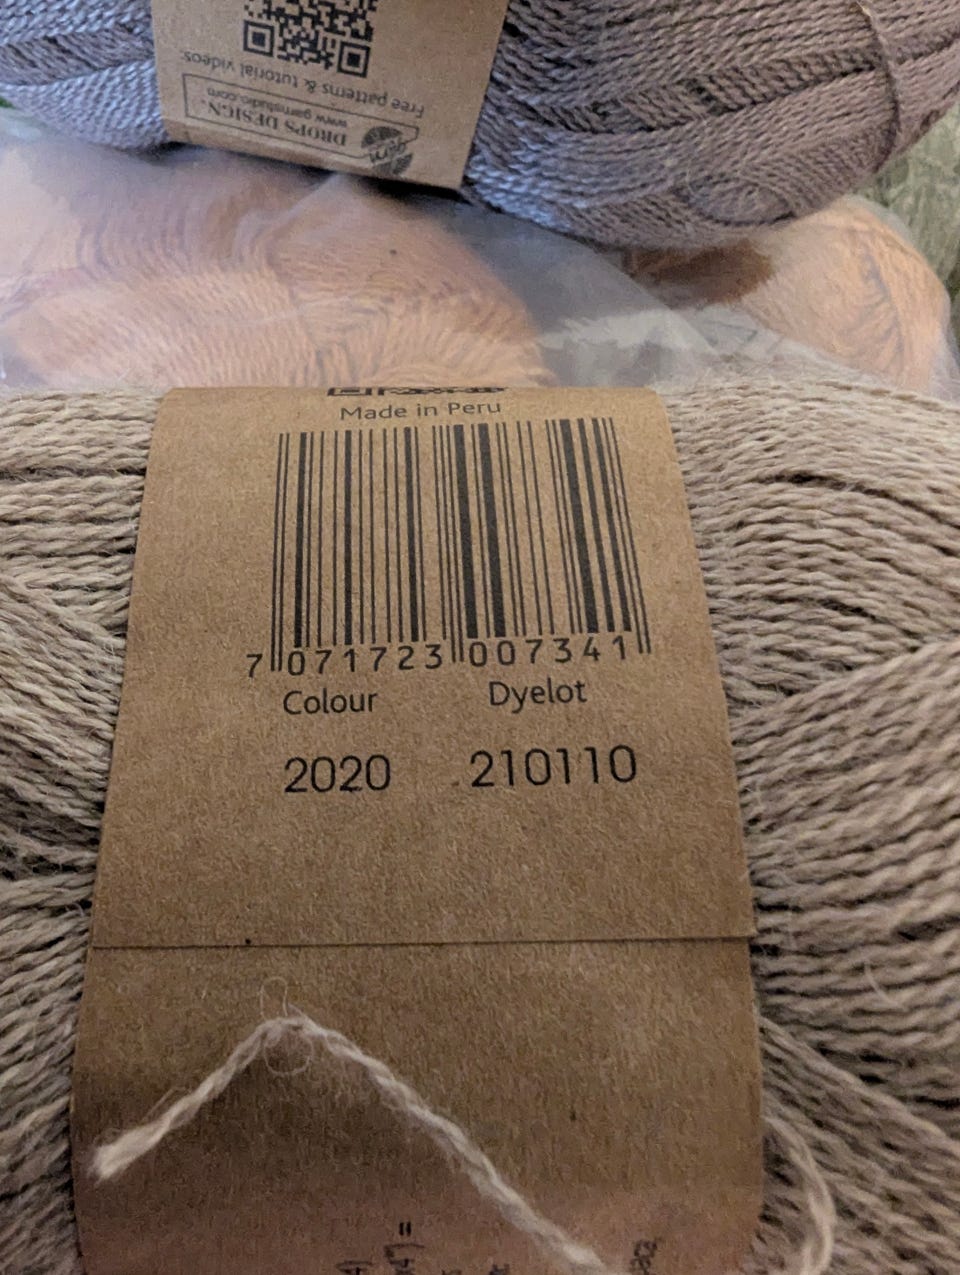 Free patterns & tutorial videos:
www.garnstudio.com
DROPS DESIGN
garn
Made in Peru
7 071723 007341
Colour Dyelot
2020 210110